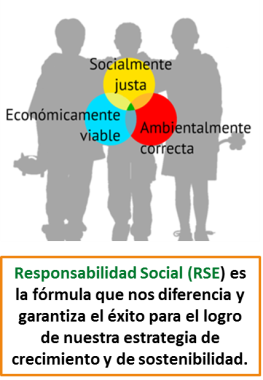 Socialmente
justa
Económicamente
viable
Ambientalmente
correcta
Responsabilidad Social (RSE) es
la fórmula que nos diferencia y
garantiza el éxito para el logro
de nuestra estrategia de
crecimiento y de sostenibilidad.